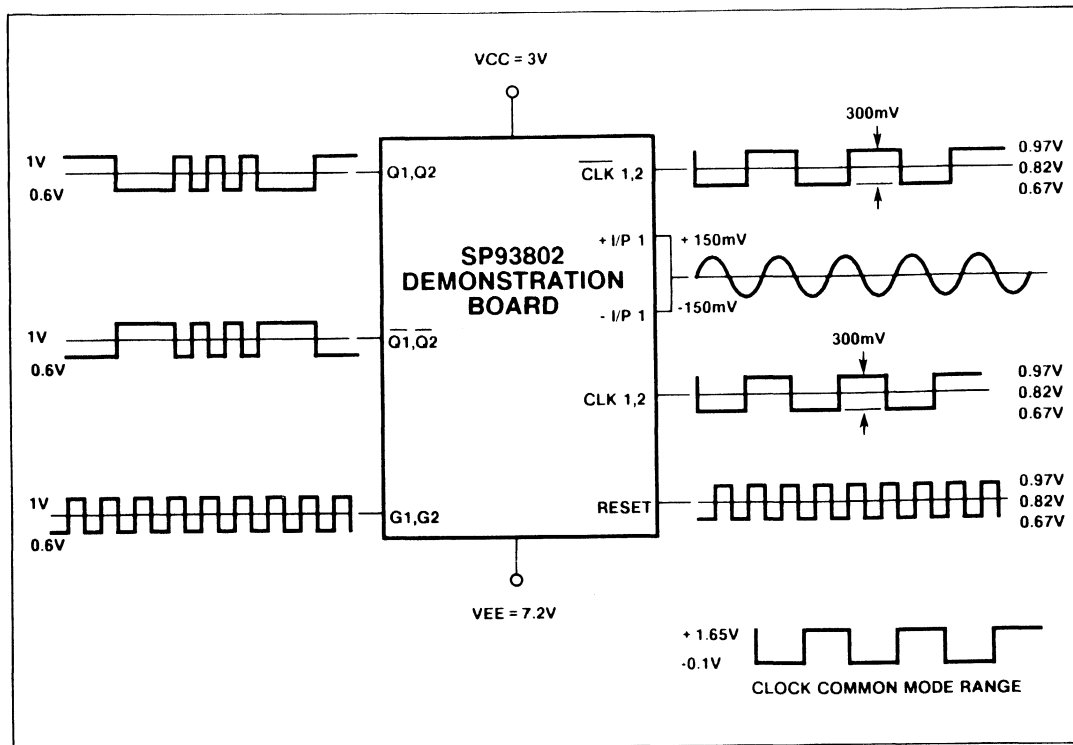 VCC = 3V
1V
0.6V
Q1,Q2
1V
0.6V
Q̅1̅,Q̅2̅
1V
0.6V
G1,G2
SP93802
DEMONSTRATION
BOARD
C̅L̅K̅ 1,2
300mV
0.97V
0.82V
0.67V
+ I/P 1
+ 150mV
- I/P 1
-150mV
CLK 1,2
300mV
0.97V
0.82V
0.67V
RESET
0.97V
0.82V
0.67V
VEE = 7.2V
+ 1.65V
-0.1V
CLOCK COMMON MODE RANGE